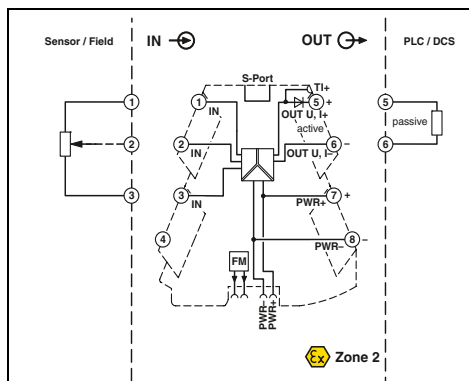 Sensor / Field
IN
OUT
PLC / DCS
S-Port
TI+
1
1
5
+
5
IN
OUT U, I+
active
passive
2
2
6
–
6
IN
OUT U, I–
3
3
7
+
IN
PWR+
4
8
–
PWR–
FM
PWR–
PWR+
Ex
Zone 2